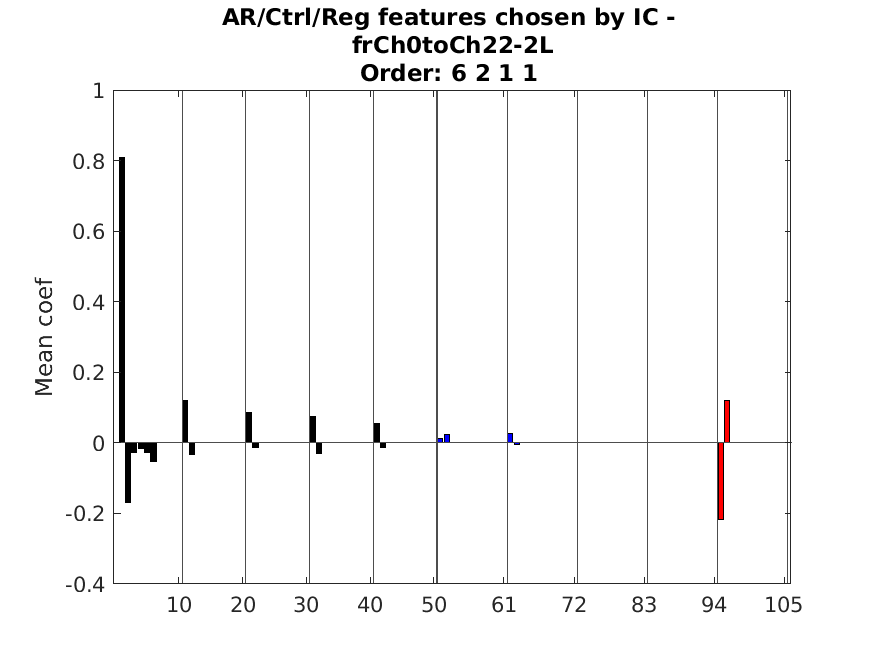 AR/Ctrl/Reg features chosen by IC -
frCh0toCh22-2L
Order: 6 2 1 1
1
0.8
0.6
0.4
0.2
0
-0.2
-0.4
Mean coef
10 20 30 40 50 61 72 83 94 105